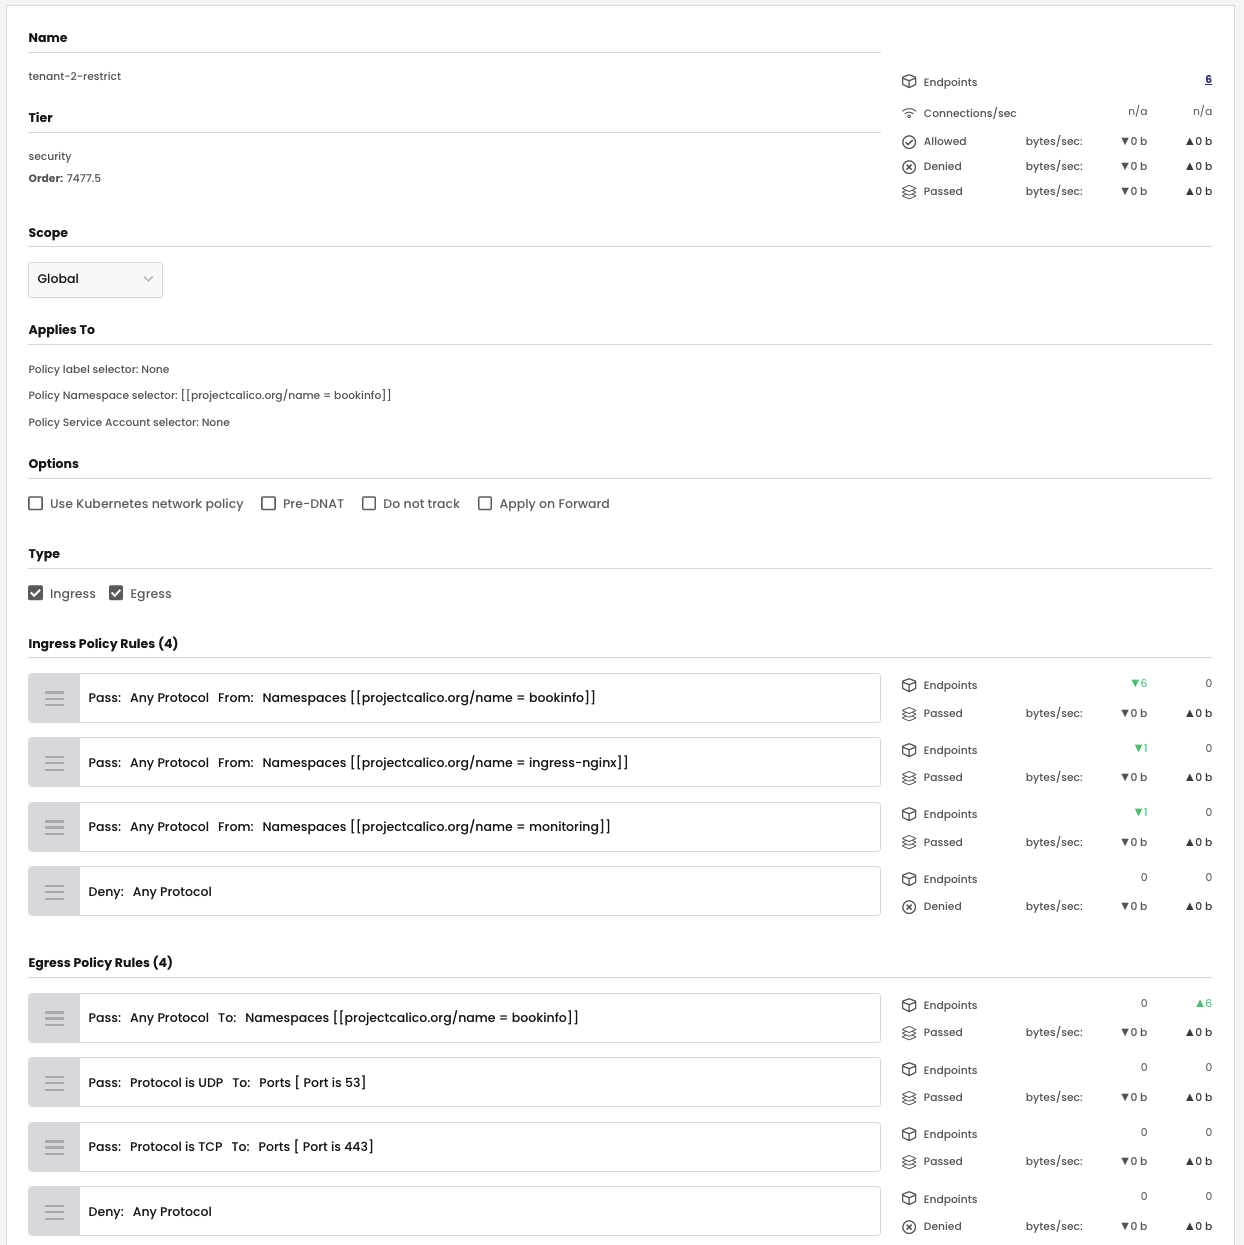 Name
tenant-2-restrict
Endpoints 6
Connections/sec n/a n/a
Tier
Allowed bytes/sec: ▼0 b ▲0 b
security
Denied bytes/sec: ▼0 b ▲0 b
Order: 7477.5
Passed bytes/sec: ▼0 b ▲0 b
Scope
Global
Applies To
Policy label selector: None
Policy Namespace selector: [[projectcalico.org/name = bookinfo]]
Policy Service Account selector: None
Options
Use Kubernetes network policy Pre-DNAT Do not track Apply on Forward
Type
Ingress Egress
Ingress Policy Rules (4)
Pass: Any Protocol From: Namespaces [[projectcalico.org/name = bookinfo]]
Endpoints ▼6 0
Passed bytes/sec: ▼0 b ▲0 b
Pass: Any Protocol From: Namespaces [[projectcalico.org/name = ingress-nginx]]
Endpoints ▼1 0
Passed bytes/sec: ▼0 b ▲0 b
Pass: Any Protocol From: Namespaces [[projectcalico.org/name = monitoring]]
Endpoints ▼1 0
Passed bytes/sec: ▼0 b ▲0 b
Deny: Any Protocol
Endpoints 0 0
Denied bytes/sec: ▼0 b ▲0 b
Egress Policy Rules (4)
Pass: Any Protocol To: Namespaces [[projectcalico.org/name = bookinfo]]
Endpoints 0 ▲6
Passed bytes/sec: ▼0 b ▲0 b
Pass: Protocol is UDP To: Ports [ Port is 53]
Endpoints 0 0
Passed bytes/sec: ▼0 b ▲0 b
Pass: Protocol is TCP To: Ports [ Port is 443]
Endpoints 0 0
Passed bytes/sec: ▼0 b ▲0 b
Deny: Any Protocol
Endpoints 0 0
Denied bytes/sec: ▼0 b ▲0 b